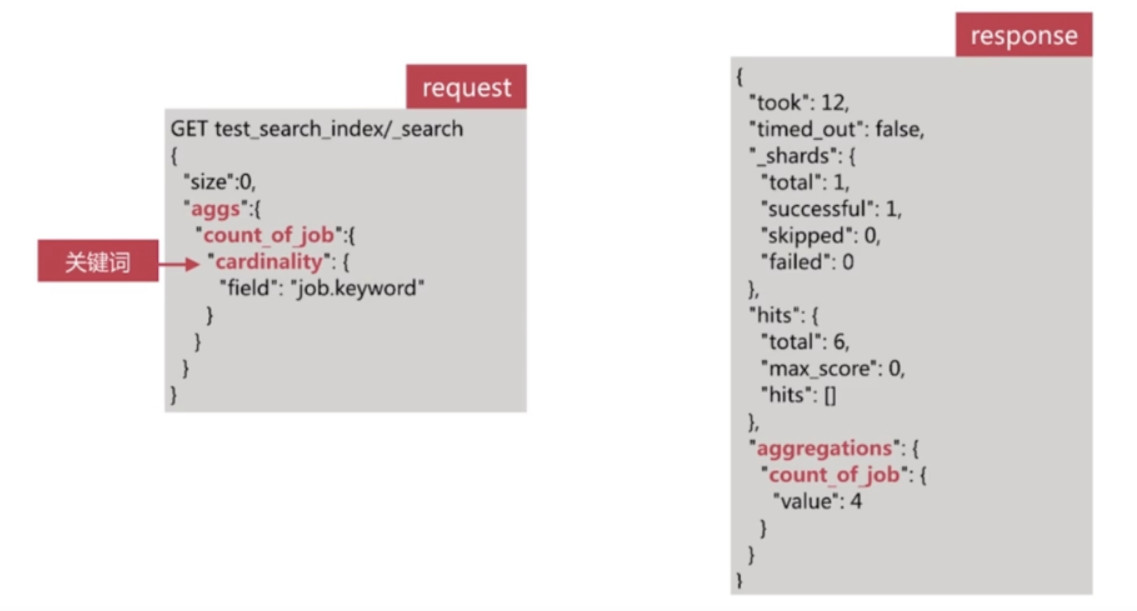 request
GET test_search_index/_search
{
"size":0,
"aggs":{
"count_of_job":{
"cardinality": {
"field": "job.keyword"
}
}
}
}
关键词
response
{
"took": 12,
"timed_out": false,
"_shards": {
"total": 1,
"successful": 1,
"skipped": 0,
"failed": 0
},
"hits": {
"total": 6,
"max_score": 0,
"hits": []
},
"aggregations": {
"count_of_job": {
"value": 4
}
}
}